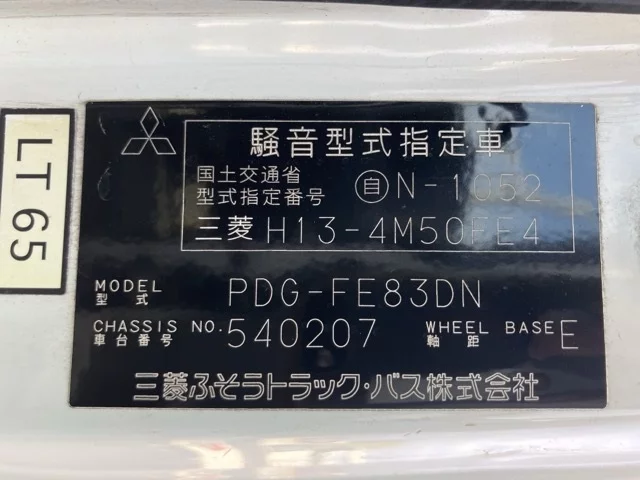 LT 65
騒音型式指定車
国土交通省
型式指定番号 自N-1052
三菱 H13-4M50FE4
MODEL
型式 PDG-FE83DN
CHASSIS NO. 540207 WHEEL BASE E
車台番号 軸距
三菱ふそうトラック・バス株式会社